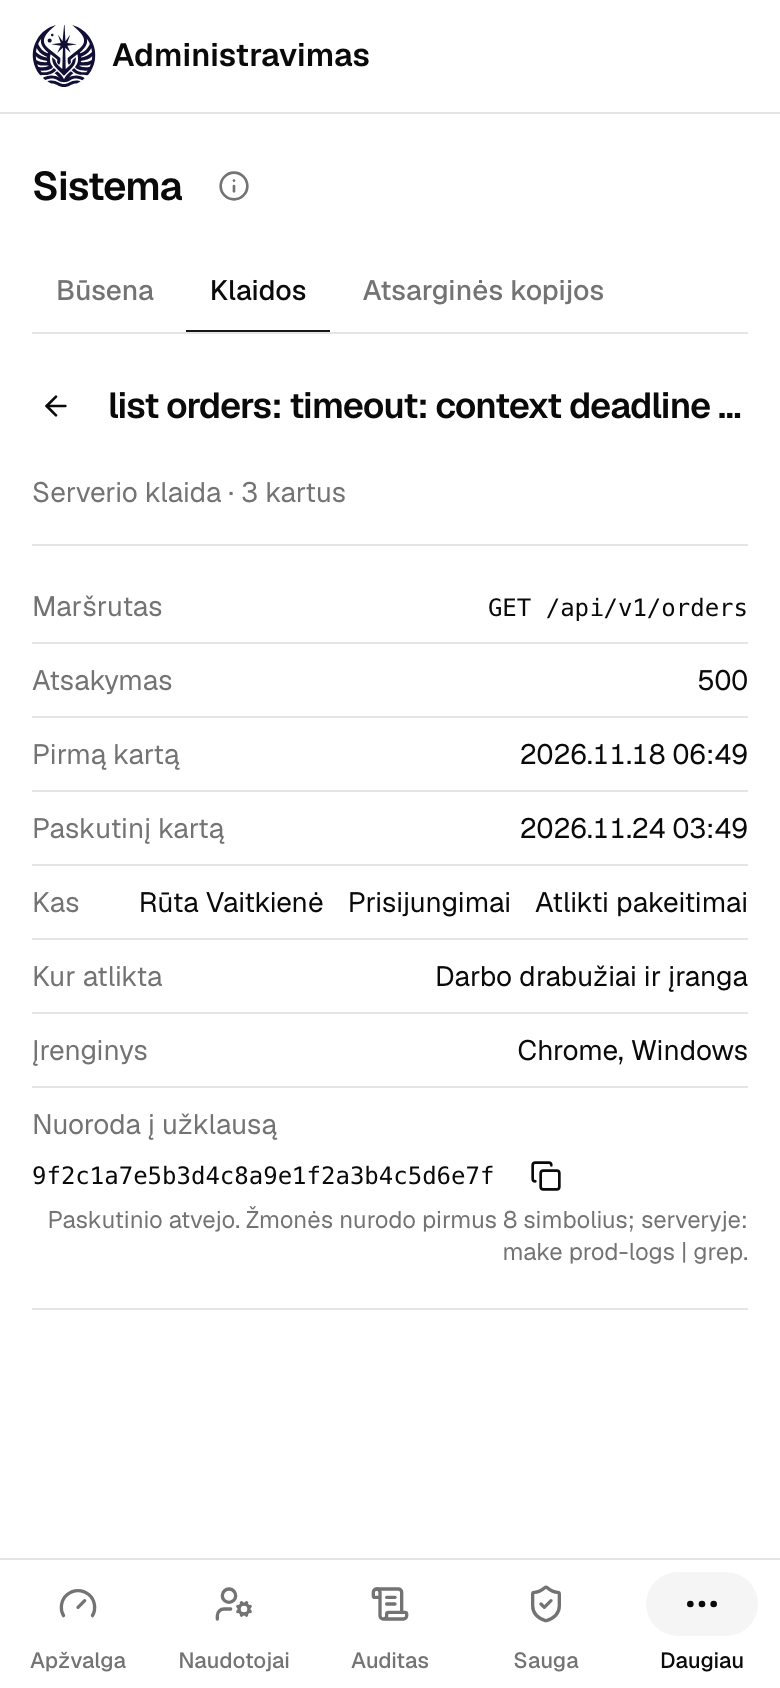 Administravimas
Sistema
Būsena Klaidos Atsarginės kopijos
list orders: timeout: context deadline ...
Serverio klaida · 3 kartus
Maršrutas GET /api/v1/orders
Atsakymas 500
Pirmą kartą 2026.11.18 06:49
Paskutinį kartą 2026.11.24 03:49
Kas Rūta Vaitkienė Prisijungimai Atlikti pakeitimai
Kur atlikta Darbo drabužiai ir įranga
Įrenginys Chrome, Windows
Nuoroda į užklausą
9f2c1a7e5b3d4c8a9e1f2a3b4c5d6e7f
Paskutinio atvejo. Žmonės nurodo pirmus 8 simbolius; serveryje:
make prod-logs | grep.
Apžvalga Naudotojai Auditas Sauga Daugiau